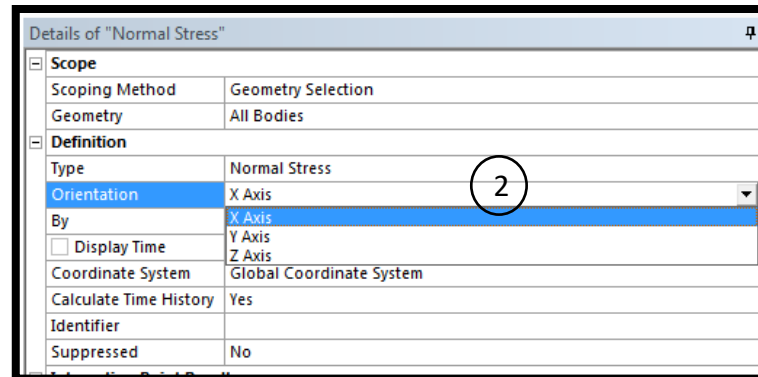 Details of "Normal Stress"
Scope
Scoping Method Geometry Selection
Geometry All Bodies
Definition
Type Normal Stress
Orientation X Axis
2
By X Axis
Y Axis
Display Time Z Axis
Coordinate System Global Coordinate System
Calculate Time History Yes
Identifier
Suppressed No